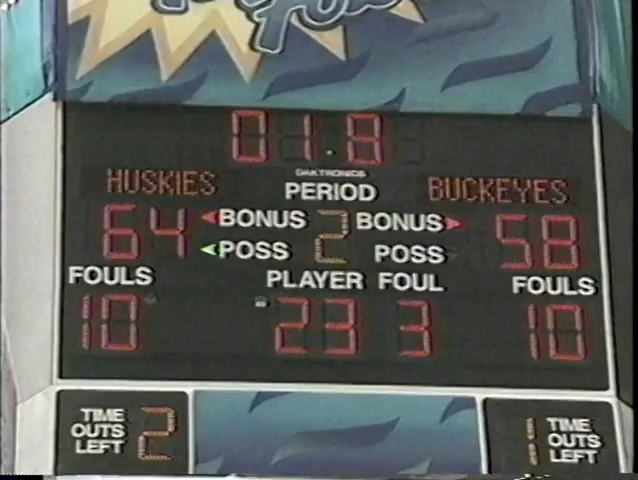 01.8
DAKTRONICS
HUSKIES PERIOD BUCKEYES
64 BONUS 2 BONUS 58
POSS POSS
FOULS PLAYER FOUL FOULS
10 23 3 10
TIME OUTS LEFT 2 1 TIME OUTS LEFT